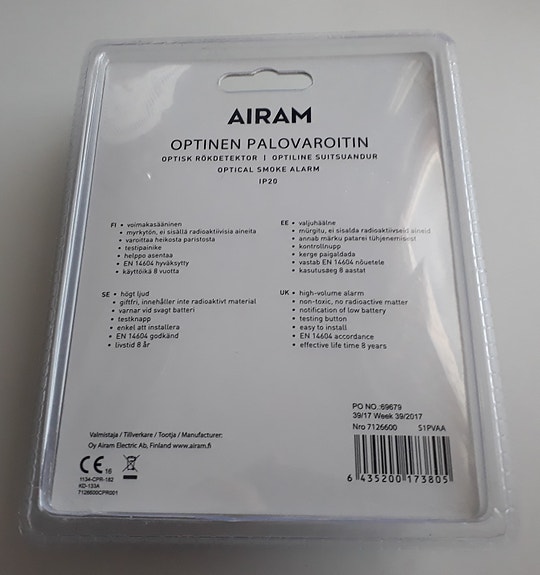 AIRAM
OPTINEN PALOVAROITIN
OPTISK RÖKDETEKTOR | OPTILINE SUITSUANDUR
OPTICAL SMOKE ALARM
IP20
FI • voimakasääninen
• myrkytön, ei sisällä radioaktiivisia aineita
• varoittaa heikosta paristosta
• testipainike
• helppo asentaa
• EN 14604 hyväksytty
• käyttöikä 8 vuotta
EE • valjuhäälne
• mürgitu, ei sisalda radioaktiivseid aineid
• annab märku patarei tühjenemisest
• kontrollnupp
• kerge paigaldada
• vastab EN 14604 nõuetele
• kasutusaeg 8 aastat
SE • högt ljud
• giftfri, innehåller inte radioaktivt material
• varnar vid svagt batteri
• testknapp
• enkel att installera
• EN 14604 godkänd
• livstid 8 år
UK • high-volume alarm
• non-toxic, no radioactive matter
• notification of low battery
• testing button
• easy to install
• EN 14604 accordance
• effective life time 8 years
PO NO.:69679
39/17 Week 39/2017
Nro 7126600 S1PVAA
6 435200 173805
Valmistaja / Tillverkare / Tootja / Manufacturer:
Oy Airam Electric Ab, Finland www.airam.fi
CE 16
1134-CPR-182
KD-133A
7126600CPR001